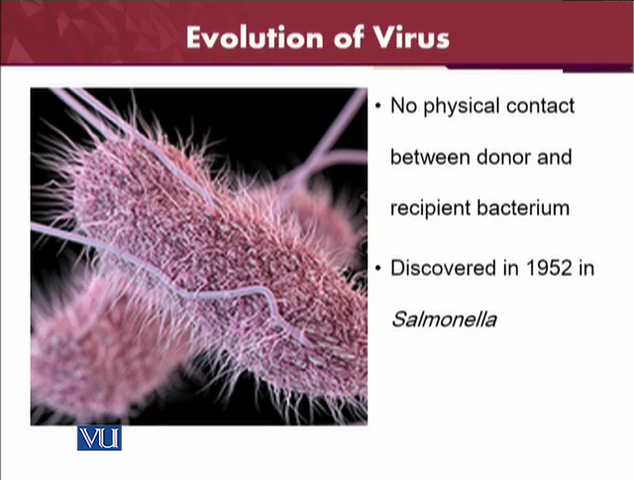 Evolution of Virus
• No physical contact
between donor and
recipient bacterium
• Discovered in 1952 in
Salmonella
VU